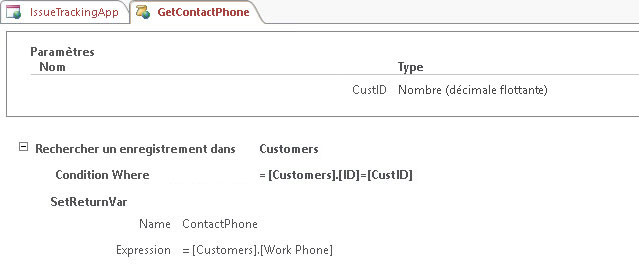 IssueTrackingApp GetContactPhone
Paramètres
Nom Type
CustID Nombre (décimale flottante)
Rechercher un enregistrement dans Customers
Condition Where = [Customers].[ID]=[CustID]
SetReturnVar
Name ContactPhone
Expression = [Customers].[Work Phone]